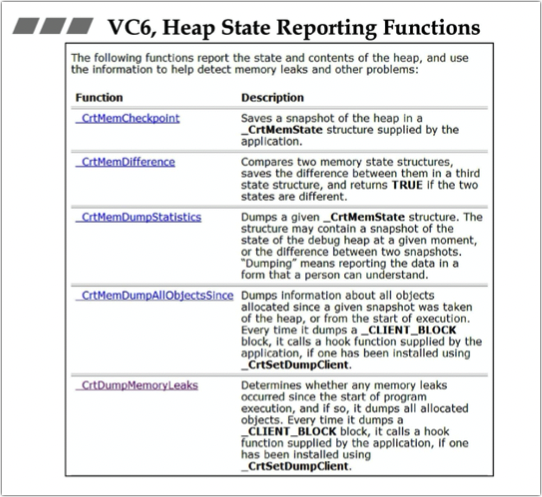 VC6, Heap State Reporting Functions
The following functions report the state and contents of the heap, and use
the information to help detect memory leaks and other problems:
Function Description
_CrtMemCheckpoint Saves a snapshot of the heap in a
_CrtMemState structure supplied by the
application.
_CrtMemDifference Compares two memory state structures,
saves the difference between them in a third
state structure, and returns TRUE if the two
states are different.
_CrtMemDumpStatistics Dumps a given _CrtMemState structure. The
structure may contain a snapshot of the
state of the debug heap at a given moment,
or the difference between two snapshots.
"Dumping" means reporting the data in a
form that a person can understand.
_CrtMemDumpAllObjectsSince Dumps information about all objects
allocated since a given snapshot was taken
of the heap, or from the start of execution.
Every time it dumps a _CLIENT_BLOCK
block, it calls a hook function supplied by the
application, if one has been installed using
_CrtSetDumpClient.
_CrtDumpMemoryLeaks Determines whether any memory leaks
occurred since the start of program
execution, and if so, it dumps all allocated
objects. Every time it dumps a
_CLIENT_BLOCK block, it calls a hook
function supplied by the application, if one
has been installed using
_CrtSetDumpClient.